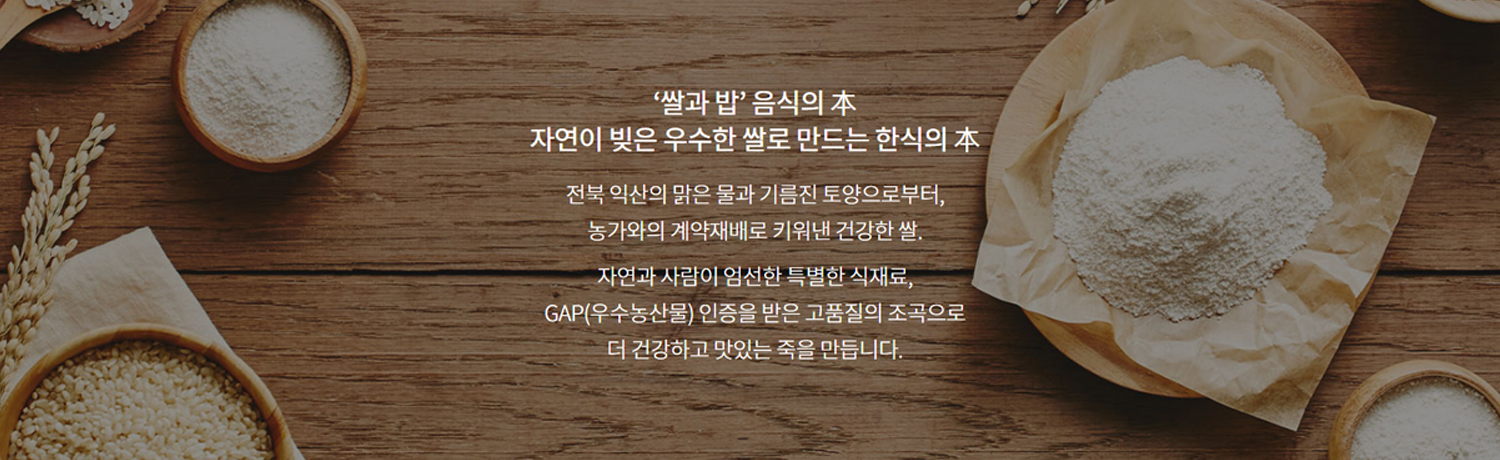 ‘쌀과 밥’ 음식의 本
자연이 빚은 우수한 쌀로 만드는 한식의 本
전북 익산의 맑은 물과 기름진 토양으로부터,
농가와의 계약재배로 키워낸 건강한 쌀.
자연과 사람이 엄선한 특별한 식재료,
GAP(우수농산물) 인증을 받은 고품질의 조곡으로
더 건강하고 맛있는 죽을 만듭니다.